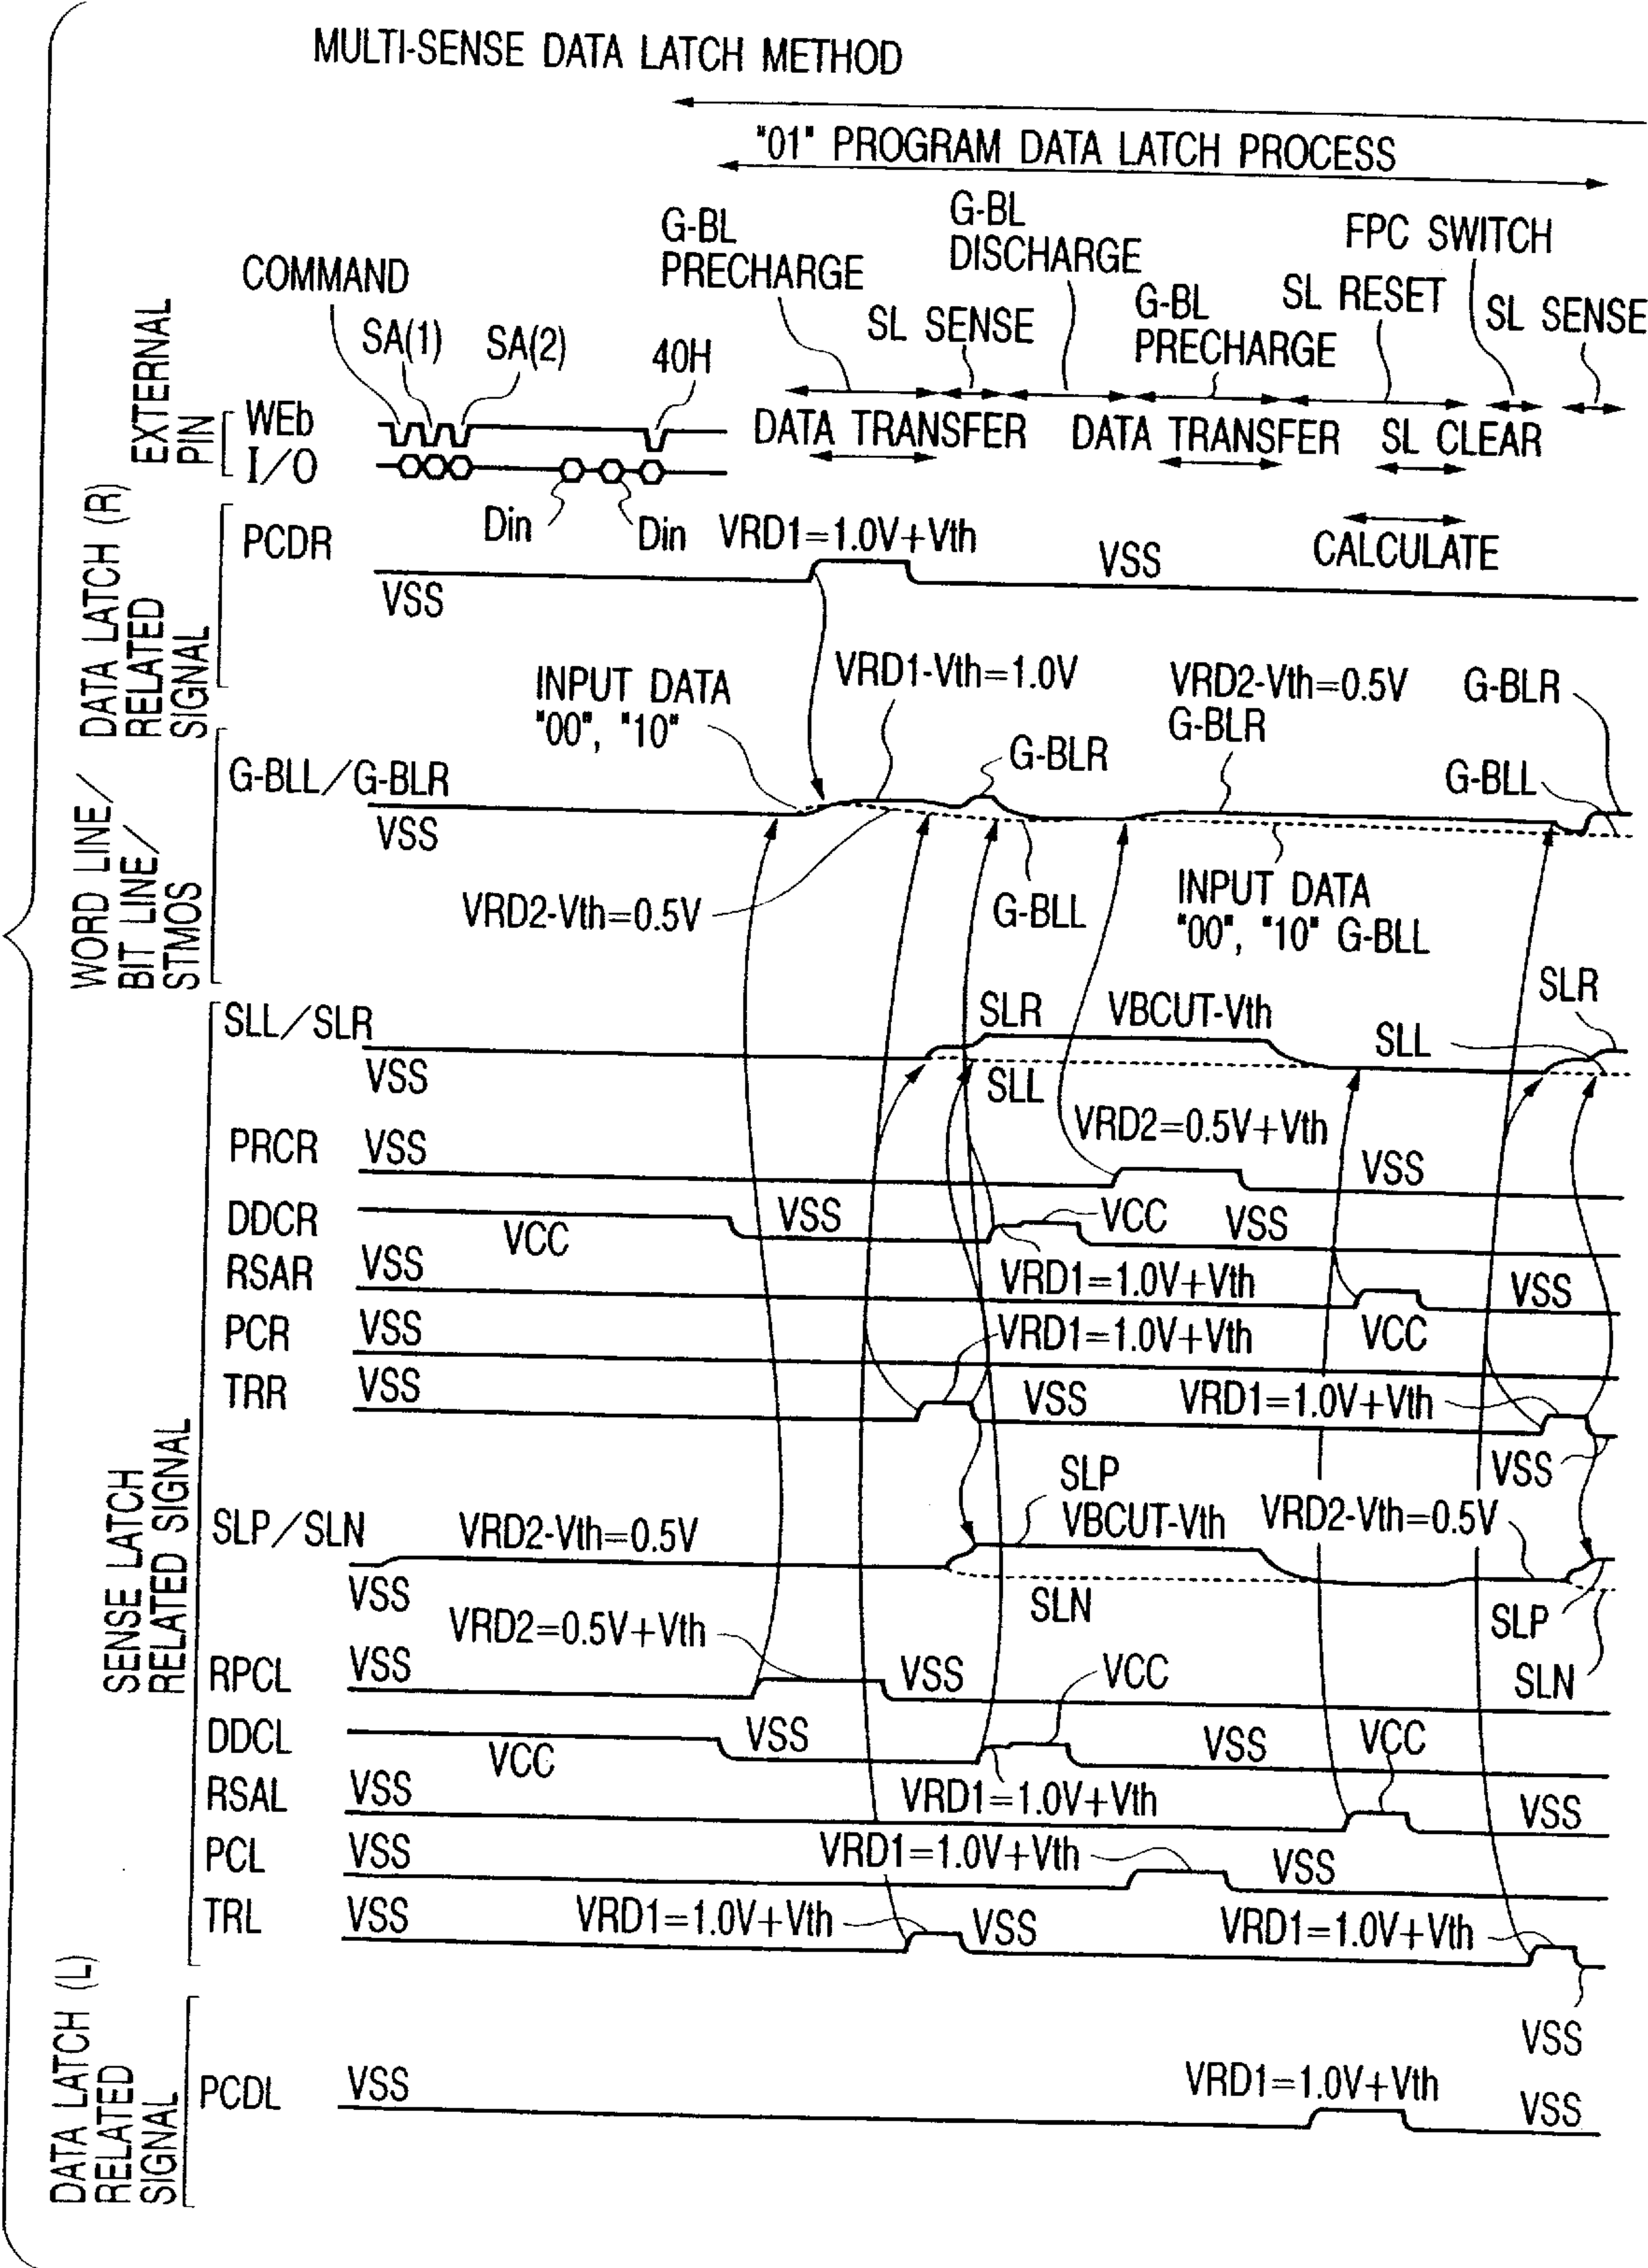 MULTI-SENSE DATA LATCH METHOD
"01" PROGRAM DATA LATCH PROCESS
G-BL
PRECHARGE
G-BL
DISCHARGE
FPC SWITCH
COMMAND
SA(1)
SA(2)
40H
SL SENSE
G-BL
PRECHARGE
SL RESET
SL SENSE
EXTERNAL
PIN
WEb
I/O
DATA TRANSFER
DATA TRANSFER
SL CLEAR
Din
Din
CALCULATE
DATA LATCH (R)
RELATED
SIGNAL
PCDR
VSS
VRD1=1.0V+Vth
VSS
INPUT DATA
"00", "10"
VRD1-Vth=1.0V
VRD2-Vth=0.5V
G-BLR
G-BLR
WORD LINE/
BIT LINE/
STMOS
G-BLL/G-BLR
VSS
G-BLR
G-BLL
VRD2-Vth=0.5V
G-BLL
INPUT DATA
"00", "10" G-BLL
SENSE LATCH
RELATED SIGNAL
SLL/SLR
VSS
SLR
VBCUT-Vth
SLL
SLL
SLR
PRCR
VSS
VRD2=0.5V+Vth
VSS
DDCR
VCC
VSS
VCC
VSS
VRD1=1.0V+Vth
RSAR
VSS
VCC
VSS
PCR
VSS
VRD1=1.0V+Vth
TRR
VSS
VSS
VRD1=1.0V+Vth
VSS
SLP/SLN
VRD2-Vth=0.5V
VSS
SLP
VBCUT-Vth
VRD2-Vth=0.5V
SLN
SLP
SLN
VRD2=0.5V+Vth
RPCL
VSS
VSS
VCC
DDCL
VCC
VSS
VSS
VCC
VRD1=1.0V+Vth
RSAL
VSS
VSS
PCL
VSS
VRD1=1.0V+Vth
VSS
TRL
VSS
VRD1=1.0V+Vth
VSS
VRD1=1.0V+Vth
VSS
DATA LATCH (L)
RELATED
SIGNAL
PCDL
VSS
VRD1=1.0V+Vth
VSS